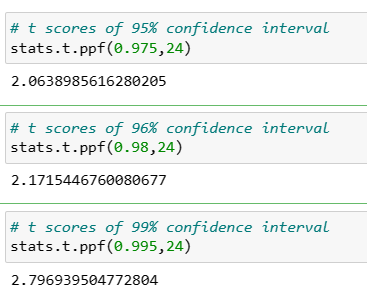 # t scores of 95% confidence interval
stats.t.ppf(0.975,24)
2.0638985616280205
# t scores of 96% confidence interval
stats.t.ppf(0.98,24)
2.1715446760080677
# t scores of 99% confidence interval
stats.t.ppf(0.995,24)
2.796939504772804